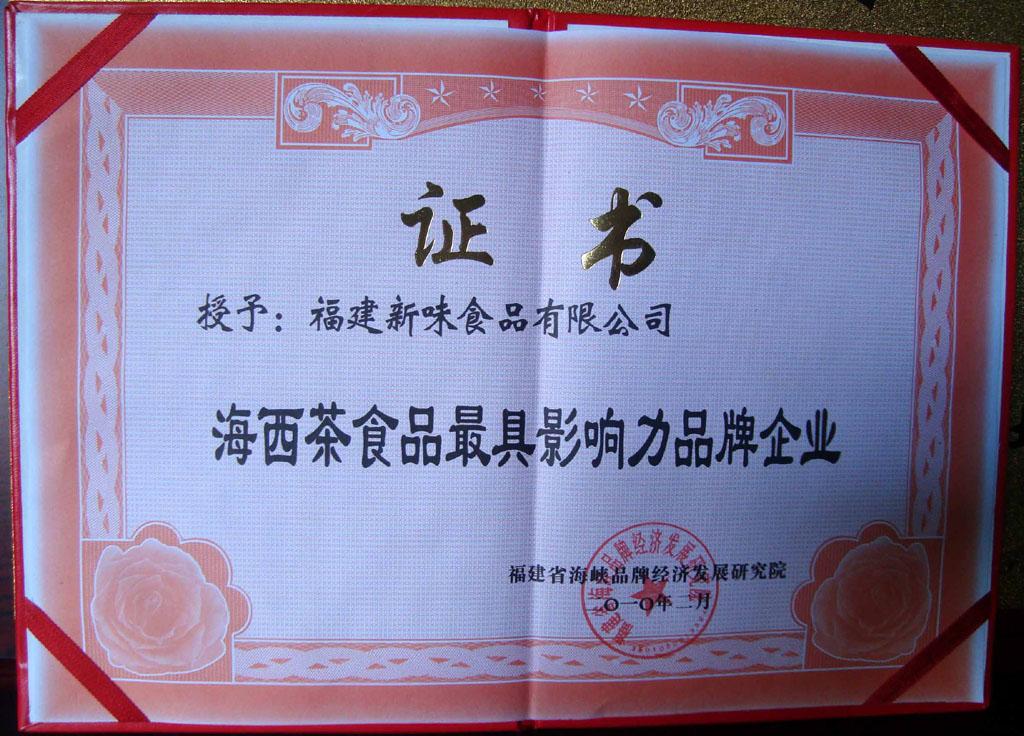 证 书
授予：福建新味食品有限公司
海西茶食品最具影响力品牌企业
福建省海峡品牌经济发展研究院
二〇一〇年二月